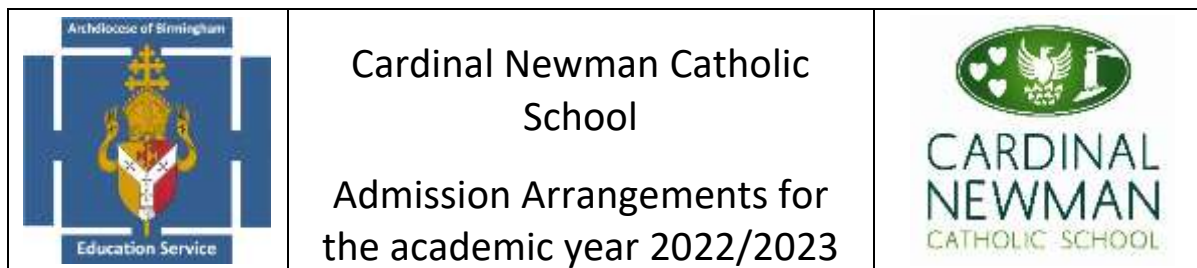 Archdiocese of Birmingham
Education Service
Cardinal Newman Catholic
School
Admission Arrangements for
the academic year 2022/2023
CARDINAL
NEWMAN
CATHOLIC SCHOOL